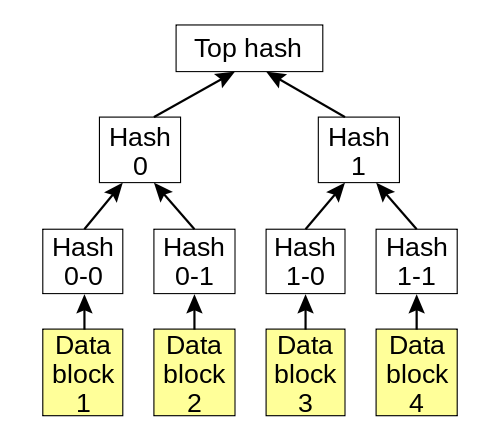 Top hash
Hash
0
Hash
1
Hash
0-0
Hash
0-1
Hash
1-0
Hash
1-1
Data
block
1
Data
block
2
Data
block
3
Data
block
4